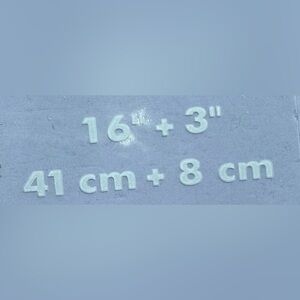 16" + 3"
41 cm + 8 cm